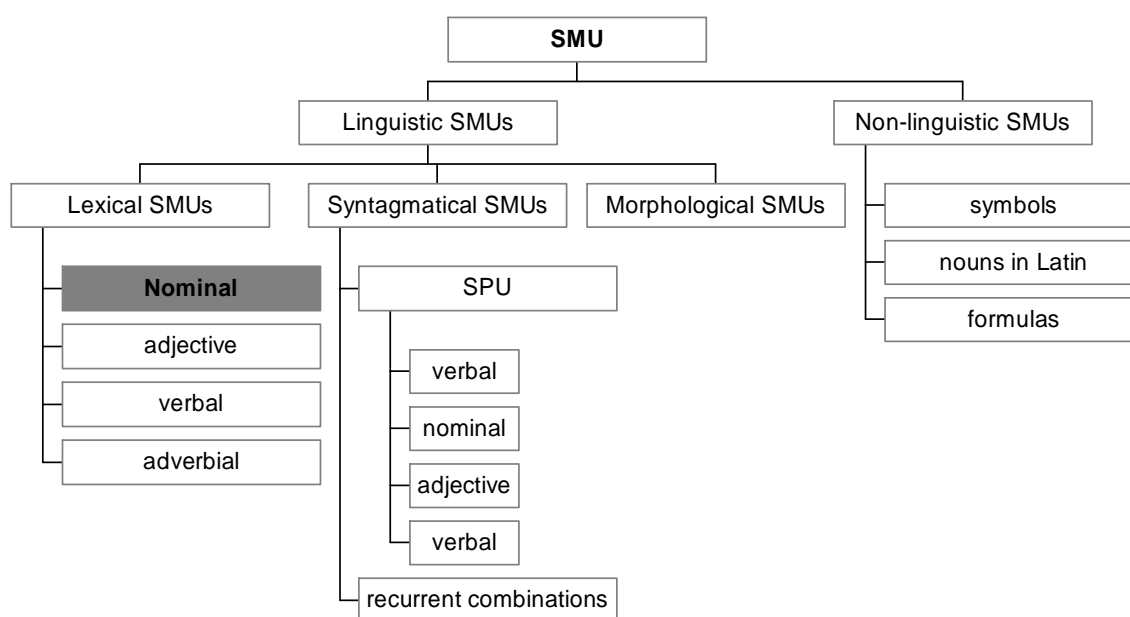 SMU
Linguistic SMUs
Non-linguistic SMUs
Lexical SMUs
Syntagmatical SMUs
Morphological SMUs
symbols
nouns in Latin
formulas
Nominal
adjective
verbal
adverbial
SPU
verbal
nominal
adjective
verbal
recurrent combinations